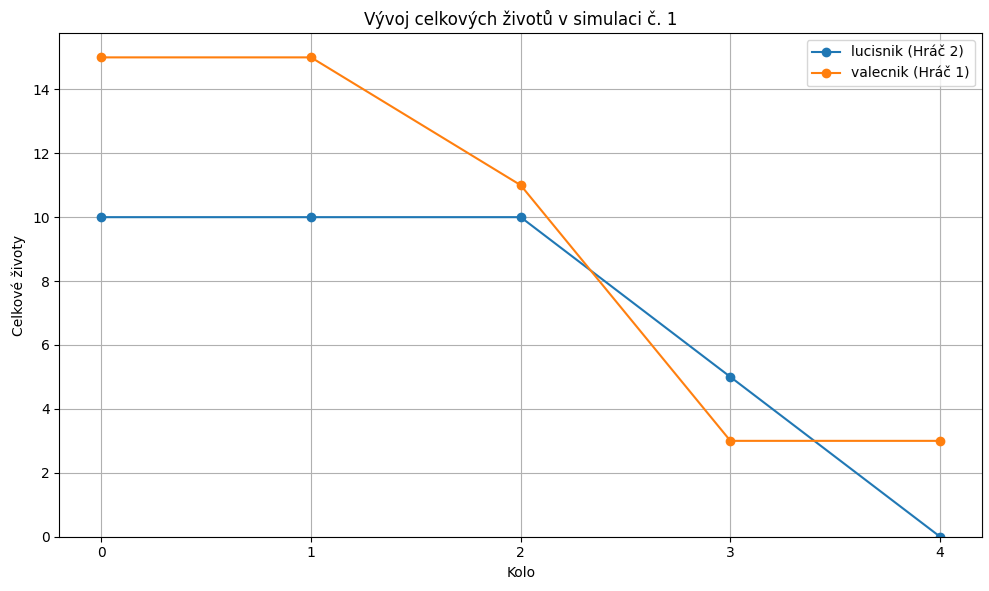 Vývoj celkových životů v simulaci č. 1
lucisnik (Hráč 2)
valecnik (Hráč 1)
Celkové životy
14
12
10
8
6
4
2
0
0 1 2 3 4
Kolo